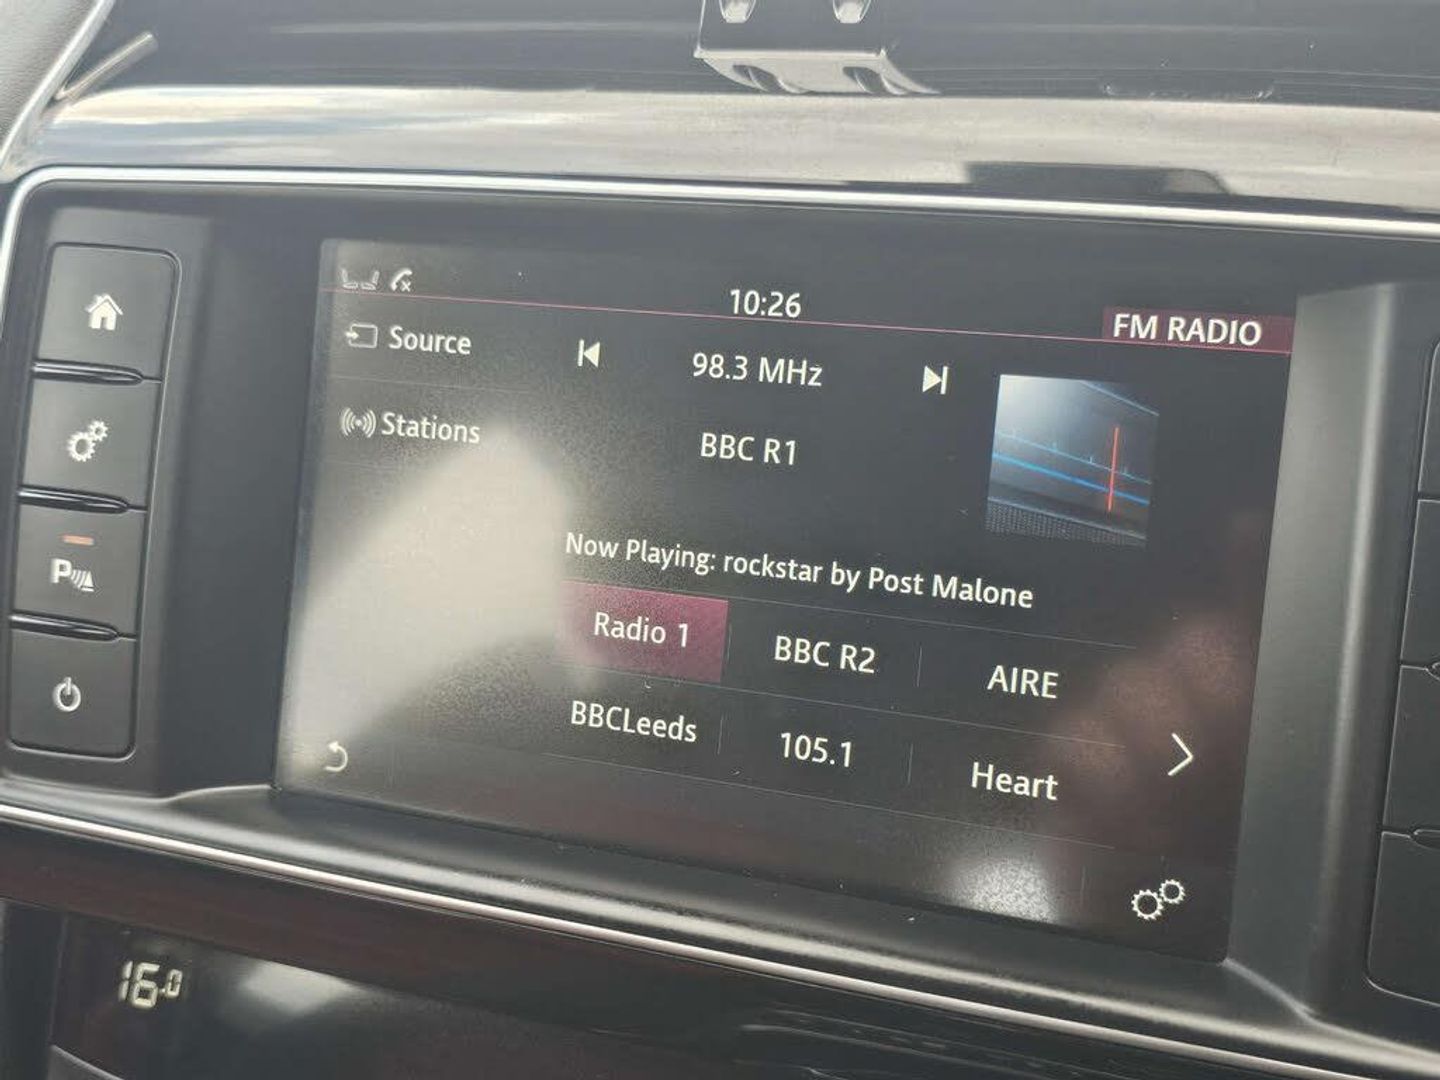 10:26
FM RADIO
Source
98.3 MHz
Stations
BBC R1
Now Playing: rockstar by Post Malone
Radio 1
BBC R2
AIRE
BBCLeeds
105.1
Heart
P
16.0